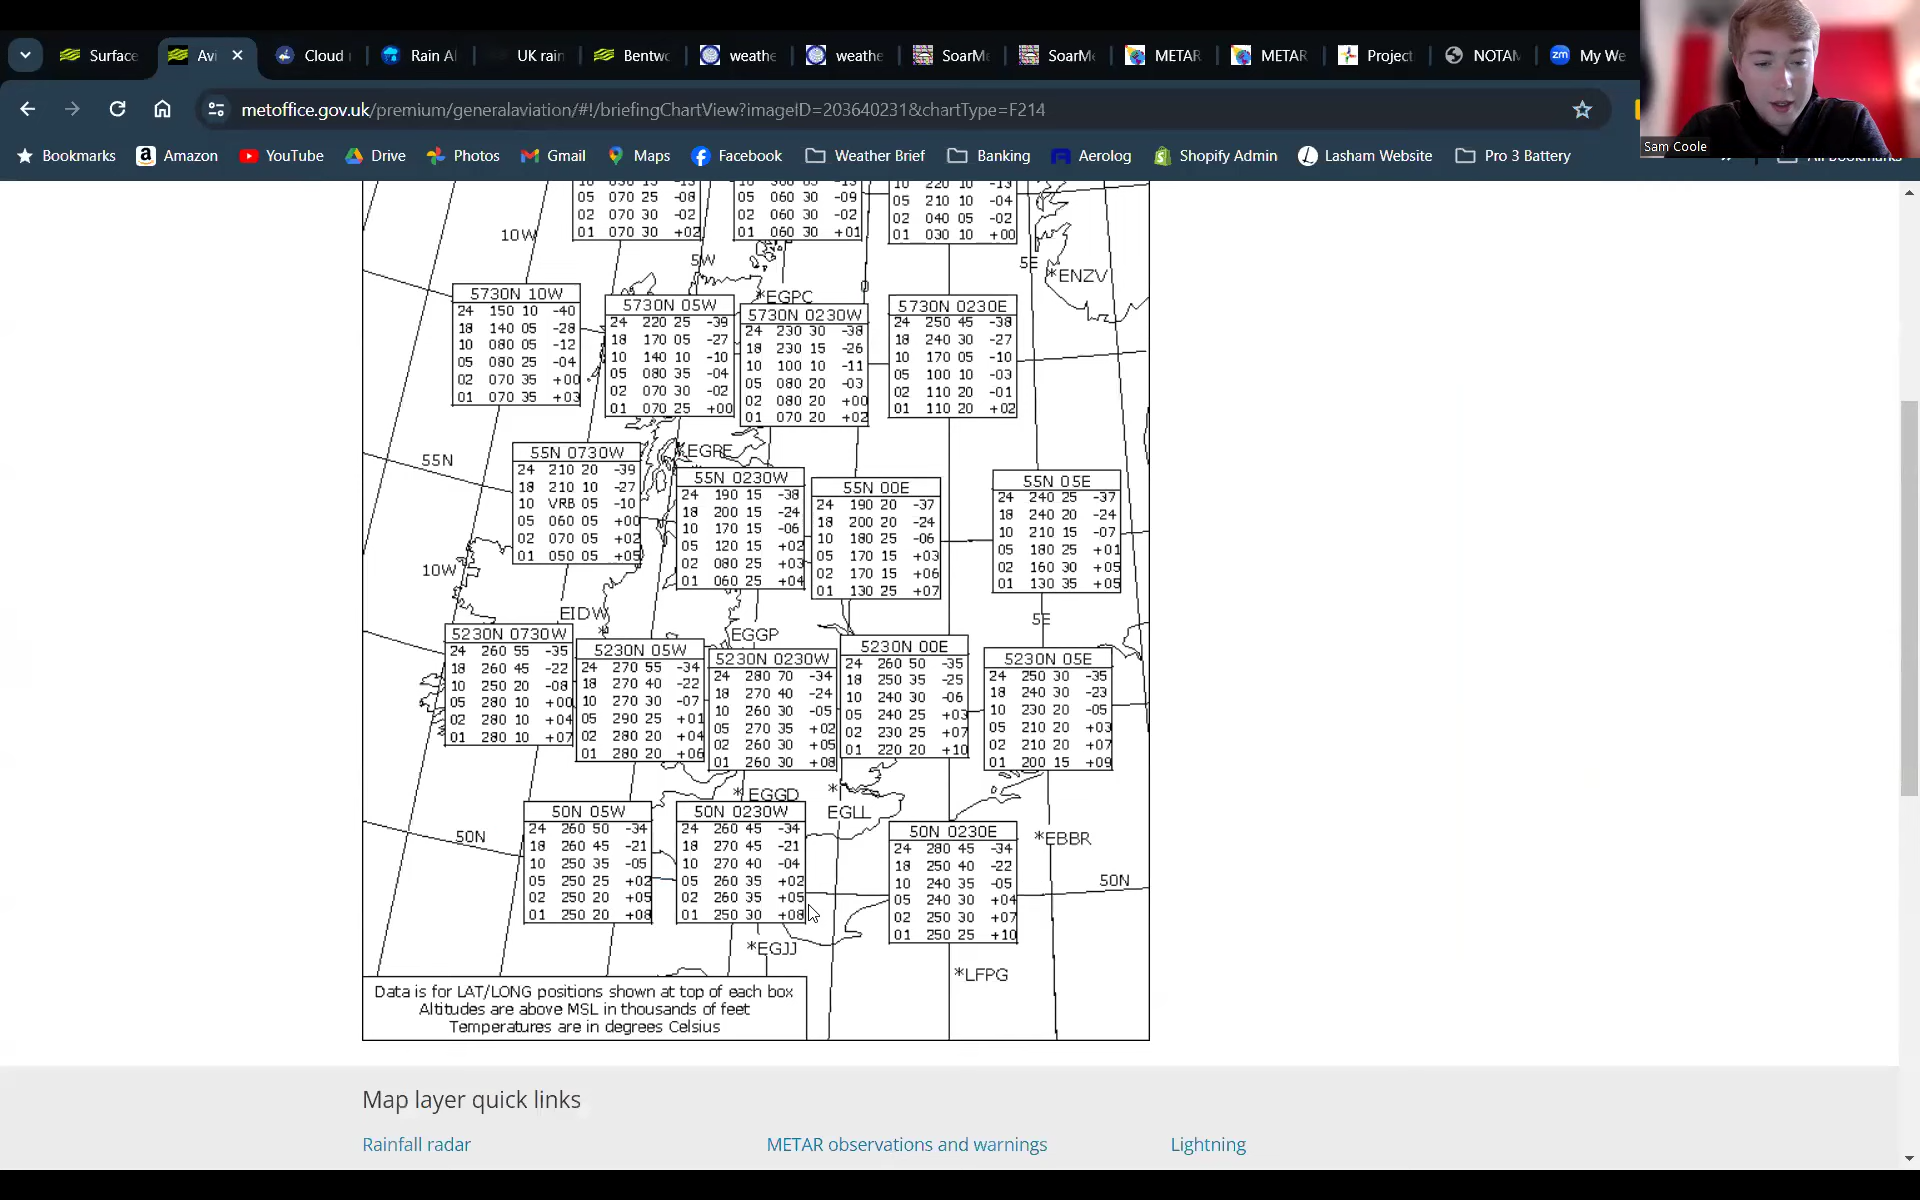 Surface
Avi
Cloud
Rain Al
UK rain
Bentwo
weathe
weathe
SoarMe
SoarMe
METAR
METAR
Project
NOTAM
My We
metoffice.gov.uk/premium/generalaviation/#!/briefingChartView?imageID=203640231&chartType=F214
Bookmarks
Amazon
YouTube
Drive
Photos
Gmail
Maps
Facebook
Weather Brief
Banking
Aerolog
Shopify Admin
Lasham Website
Pro 3 Battery
Sam Coole
05 070 25 -08
02 070 30 -02
01 070 30 +02
05 060 30 -09
02 060 30 -02
01 060 30 +01
10 220 10 -13
05 210 10 -04
02 040 05 -02
01 030 10 +00
10W
5W
0
5E
*ENZV
*EGPC
5730N 10W
24 150 10 -40
18 140 05 -28
10 080 05 -12
05 080 25 -04
02 070 35 +00
01 070 35 +03
5730N 05W
24 220 25 -39
18 170 05 -27
10 140 10 -10
05 080 35 -04
02 070 30 -02
01 070 25 +00
5730N 0230W
24 230 30 -38
18 230 15 -26
10 100 10 -11
05 080 20 -03
02 080 20 +00
01 070 20 +02
5730N 0230E
24 250 45 -38
18 240 30 -27
10 170 05 -10
05 100 10 -03
02 110 20 -01
01 110 20 +02
55N
55N 0730W
24 210 20 -39
18 210 10 -27
10 VRB 05 -10
05 060 05 +00
02 070 05 +02
01 050 05 +05
*EGPF
55N 0230W
24 190 15 -38
18 200 15 -24
10 170 15 -06
05 120 15 +02
02 080 25 +03
01 060 25 +04
55N 00E
24 190 20 -37
18 200 20 -24
10 180 25 -06
05 170 15 +03
02 170 15 +06
01 130 25 +07
55N 05E
24 240 25 -37
18 240 20 -24
10 210 15 -07
05 180 25 +01
02 160 30 +05
01 130 35 +05
10W
EIDW
*
EGGP
5E
5230N 0730W
24 260 55 -35
18 260 45 -22
10 250 20 -08
05 280 10 +00
02 280 10 +04
01 280 10 +07
5230N 05W
24 270 55 -34
18 270 40 -22
10 270 30 -07
05 290 25 +01
02 280 20 +04
01 280 20 +06
5230N 0230W
24 280 70 -34
18 270 40 -24
10 260 30 -05
05 270 35 +02
02 260 30 +05
01 260 30 +08
5230N 00E
24 260 50 -35
18 250 35 -25
10 240 30 -06
05 240 25 +03
02 230 25 +07
01 220 20 +10
5230N 05E
24 250 30 -35
18 240 30 -23
10 230 20 -05
05 210 20 +03
02 210 20 +07
01 200 15 +09
* EGGD
*
EGLL
*EBBR
50N
50N 05W
24 260 50 -34
18 260 45 -21
10 250 35 -05
05 250 25 +02
02 250 20 +05
01 250 20 +08
50N 0230W
24 260 45 -34
18 270 45 -21
10 270 40 -04
05 260 35 +02
02 260 35 +05
01 250 30 +08
50N 0230E
24 280 45 -34
18 250 40 -22
10 240 35 -05
05 240 30 +04
02 250 30 +07
01 250 25 +10
50N
*EGJJ
*LFPG
Data is for LAT/LONG positions shown at top of each box
Altitudes are above MSL in thousands of feet
Temperatures are in degrees Celsius
Map layer quick links
Rainfall radar
METAR observations and warnings
Lightning